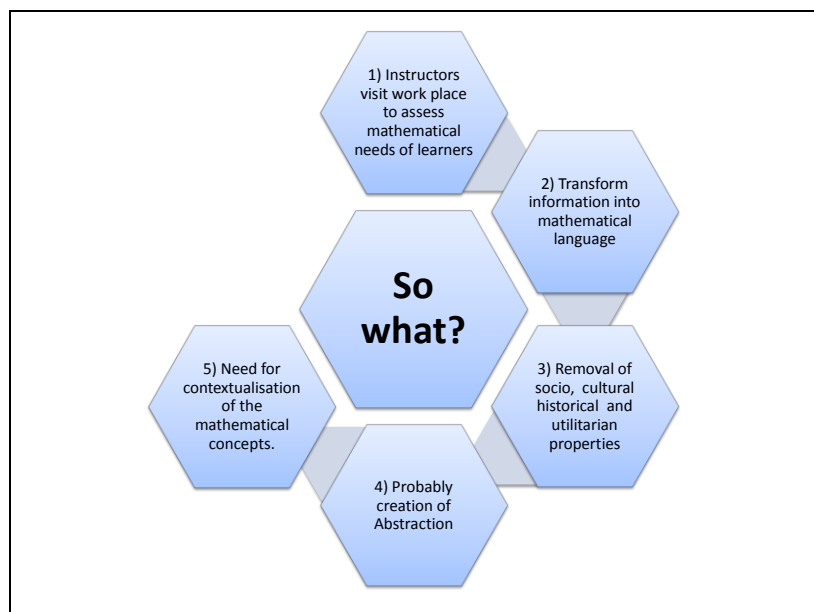 1) Instructors
visit work place
to assess
mathematical
needs of learners
2) Transform
information into
mathematical
language
So
what?
3) Removal of
socio, cultural
historical and
utilitarian
properties
4) Probably
creation of
Abstraction
5) Need for
contextualisation
of the
mathematical
concepts.